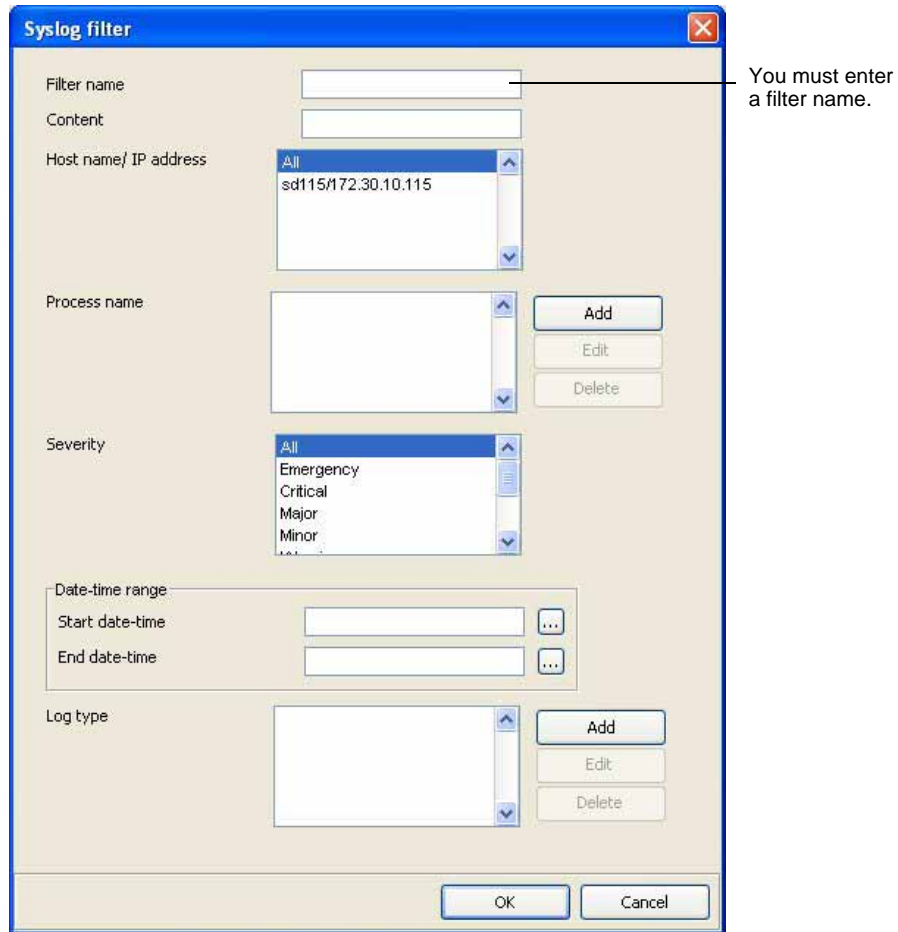 Syslog filter
Filter name
You must enter
a filter name.
Content
Host name/ IP address
All
sd115/172.30.10.115
Process name
Add
Edit
Delete
Severity
All
Emergency
Critical
Major
Minor
Date-time range
Start date-time
...
End date-time
...
Log type
Add
Edit
Delete
OK
Cancel